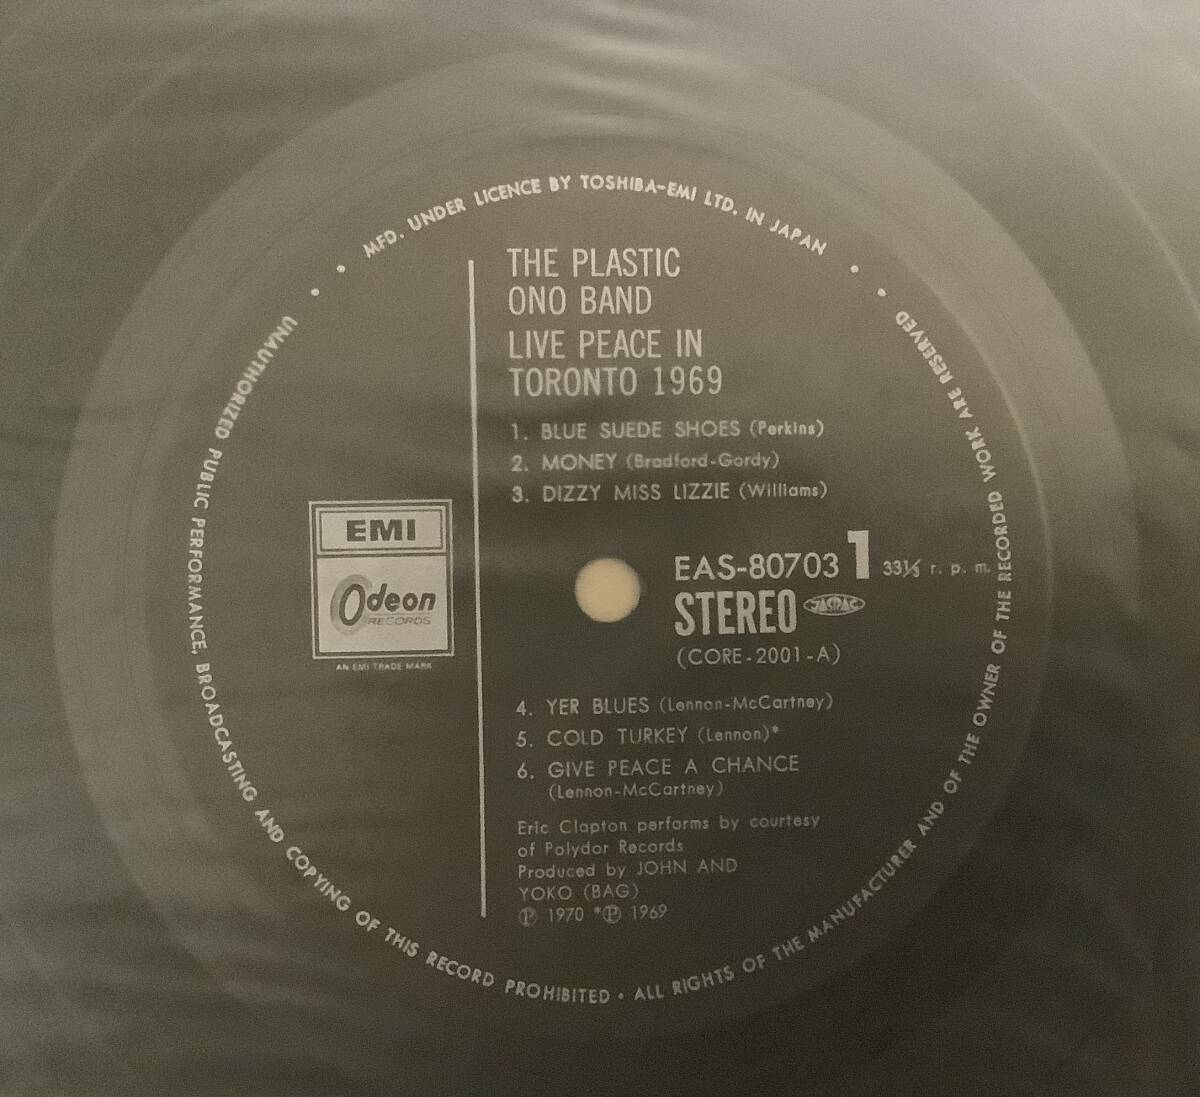 MFD. UNDER LICENCE BY TOSHIBA-EMI LTD. IN JAPAN
THE PLASTIC
ONO BAND
LIVE PEACE IN
TORONTO 1969
1. BLUE SUEDE SHOES (Perkins)
2. MONEY (Bradford-Gordy)
3. DIZZY MISS LIZZIE (Williams)
EMI
Odeon
RECORDS
AN EMI TRADE MARK
EAS-80703 1 33⅓ r. p. m.
STEREO JASRAC
(CORE-2001-A)
4. YER BLUES (Lennon-McCartney)
5. COLD TURKEY (Lennon)*
6. GIVE PEACE A CHANCE
(Lennon-McCartney)
Eric Clapton performs by courtesy
of Polydor Records
Produced by JOHN AND
YOKO (BAG)
Ⓟ 1970 *Ⓟ 1969
UNAUTHORIZED PUBLIC PERFORMANCE, BROADCASTING AND COPYING OF THIS RECORD PROHIBITED • ALL RIGHTS OF THE MANUFACTURER AND OF THE OWNER OF THE RECORDED WORK ARE RESERVED